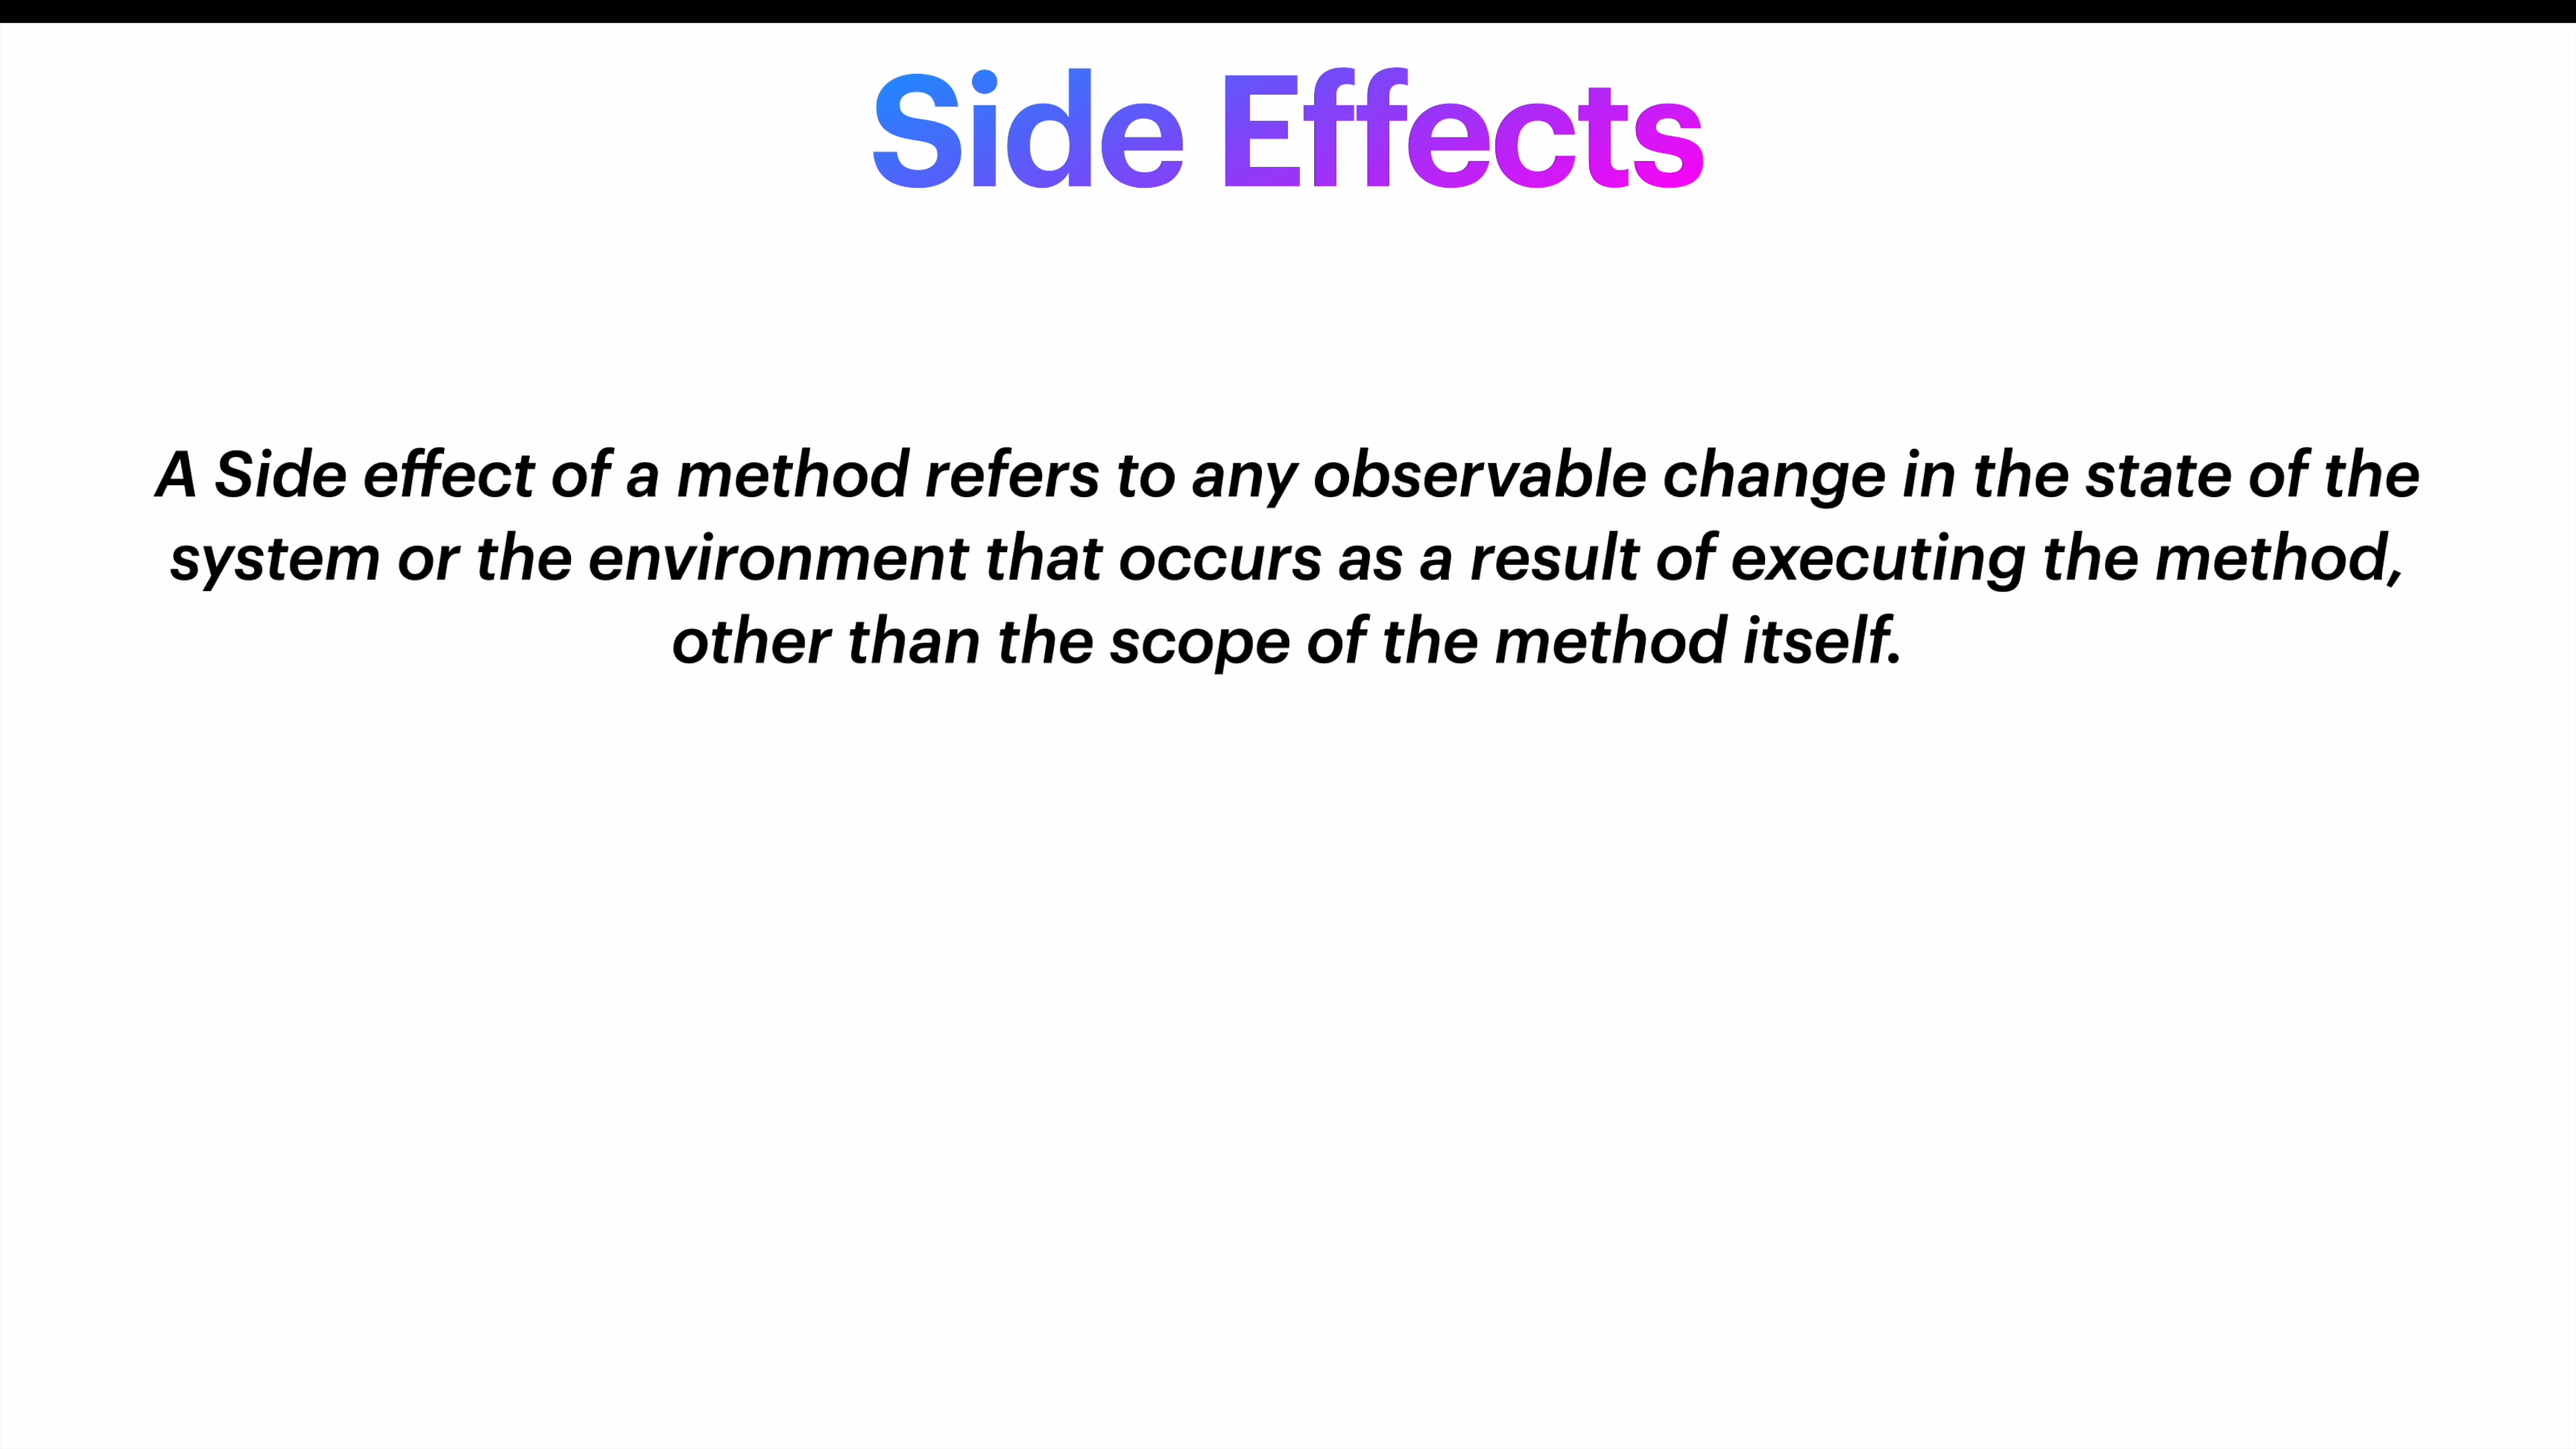 Side Effects
A Side effect of a method refers to any observable change in the state of the
system or the environment that occurs as a result of executing the method,
other than the scope of the method itself.